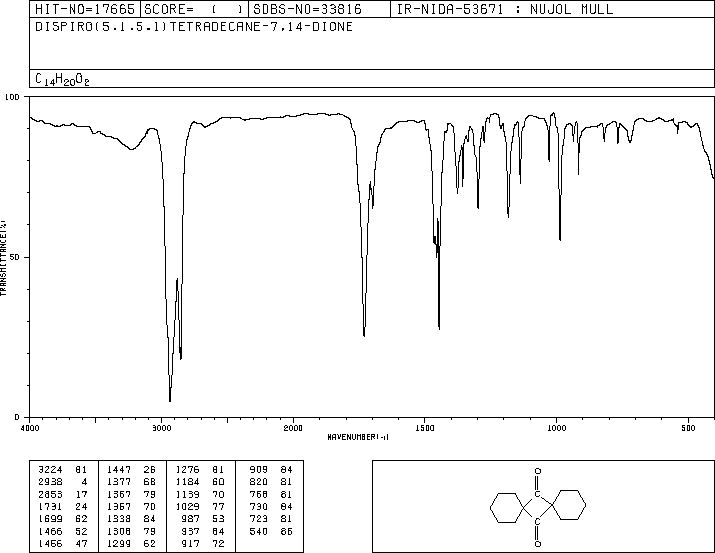 HIT-NO=17665 SCORE= ( ) SDBS-NO=33816 IR-NIDA-53671 : NUJOL MULL
DISPIRO(5.1.5.1)TETRADECANE-7,14-DIONE
C14H20O2
100
50
0
TRANSMITTANCE(%)
4000 3000 2000 1500 1000 500
WAVENUMBER(-1)
3224 81 1447 26 1276 81 909 84
2938 4 1377 68 1184 60 820 81
2853 17 1367 79 1139 70 768 81
1731 24 1357 70 1029 77 730 84
1699 62 1338 84 987 53 723 81
1466 52 1308 79 937 84 540 86
1456 47 1299 62 917 72
O
C
C
O